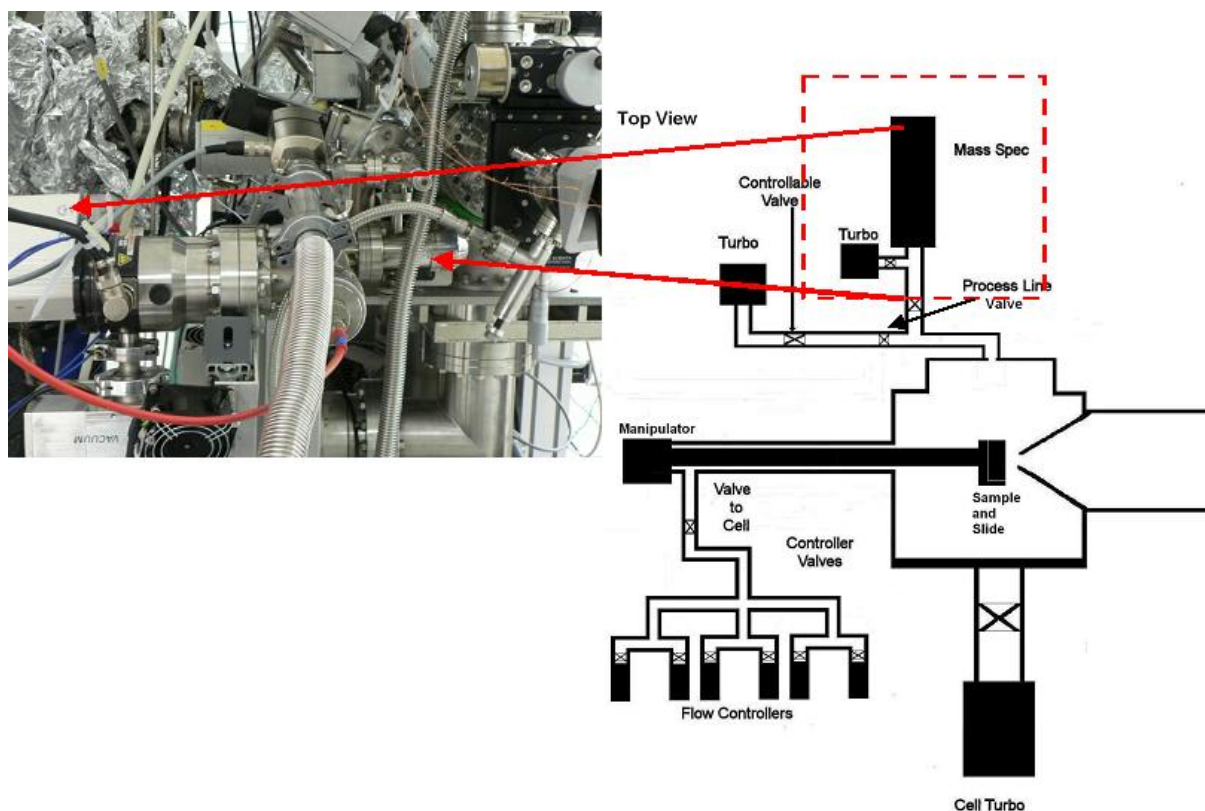 Top View
Mass Spec
Controllable
Valve
Turbo
Turbo
Process Line
Valve
Manipulator
Valve
to
Cell
Sample
and
Slide
Controller
Valves
Flow Controllers
Cell Turbo
VACUUM